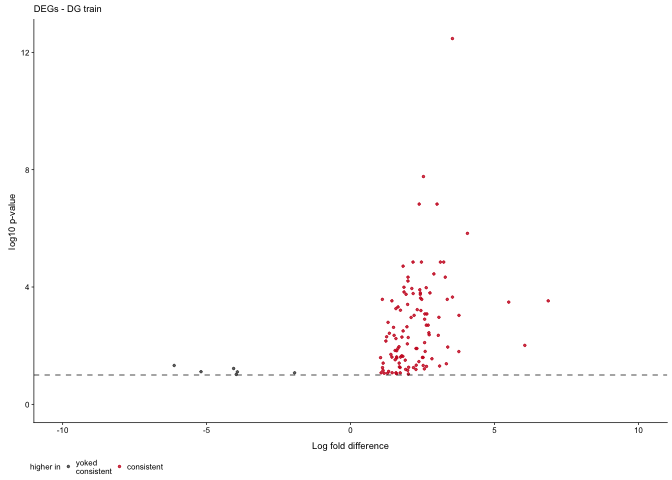 DEGs - DG train
12
8
4
0
log10 p-value
-10
-5
0
5
10
Log fold difference
higher in
yoked
consistent
consistent